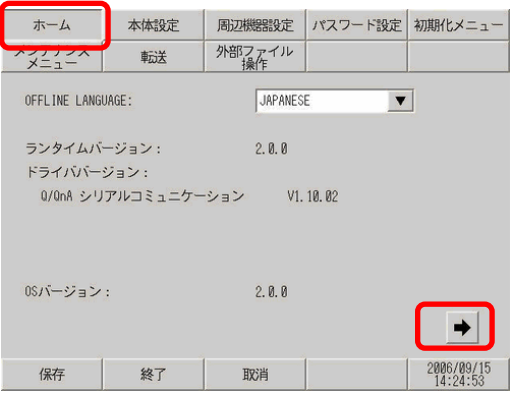 ホーム 本体設定 周辺機器設定 パスワード設定 初期化メニュー
メンテナンス
メニュー
転送
外部ファイル
操作
OFFLINE LANGUAGE: JAPANESE
ランタイムバージョン: 2.0.0
ドライババージョン:
Q/QnA シリアルコミュニケーション V1.10.02
OSバージョン: 2.0.0
保存 終了 取消
2006/09/15
14:24:53